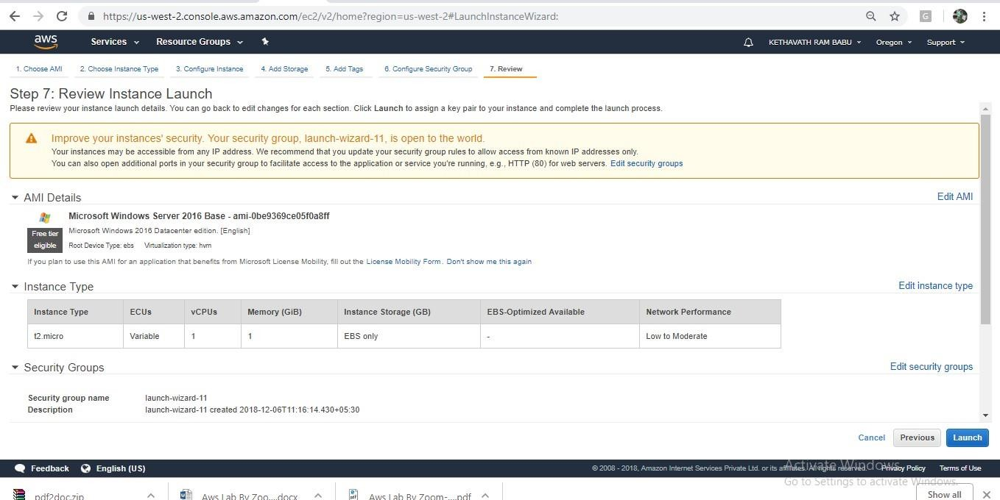 https://us-west-2.console.aws.amazon.com/ec2/v2/home?region=us-west-2#LaunchInstanceWizard:
G
aws Services Resource Groups KETHAVATH RAM BABU Oregon Support
1. Choose AMI 2. Choose Instance Type 3. Configure Instance 4. Add Storage 5. Add Tags 6. Configure Security Group 7. Review
Step 7: Review Instance Launch
Please review your instance launch details. You can go back to edit changes for each section. Click Launch to assign a key pair to your instance and complete the launch process.
Improve your instances' security. Your security group, launch-wizard-11, is open to the world.
Your instances may be accessible from any IP address. We recommend that you update your security group rules to allow access from known IP addresses only.
You can also open additional ports in your security group to facilitate access to the application or service you're running, e.g., HTTP (80) for web servers. Edit security groups
AMI Details Edit AMI
Microsoft Windows Server 2016 Base - ami-0be9369ce05f0a8ff
Free tier eligible
Microsoft Windows 2016 Datacenter edition. [English]
Root Device Type: ebs Virtualization type: hvm
If you plan to use this AMI for an application that benefits from Microsoft License Mobility, fill out the License Mobility Form. Don't show me this again
Instance Type Edit instance type
Instance Type ECUs vCPUs Memory (GiB) Instance Storage (GB) EBS-Optimized Available Network Performance
t2.micro Variable 1 1 EBS only - Low to Moderate
Security Groups Edit security groups
Security group name launch-wizard-11
Description launch-wizard-11 created 2018-12-06T11:16:14.430+05:30
Cancel Previous Launch
Feedback English (US) © 2008 - 2018, Amazon Internet Services Private Ltd. or its affiliates. All rights reserved. Privacy Policy Terms of Use
Activate Windows
Go to Settings to activate Windows.
pdf2doc.zip Aws Lab By Zoo....docx Aws Lab By Zoom-....pdf Show all